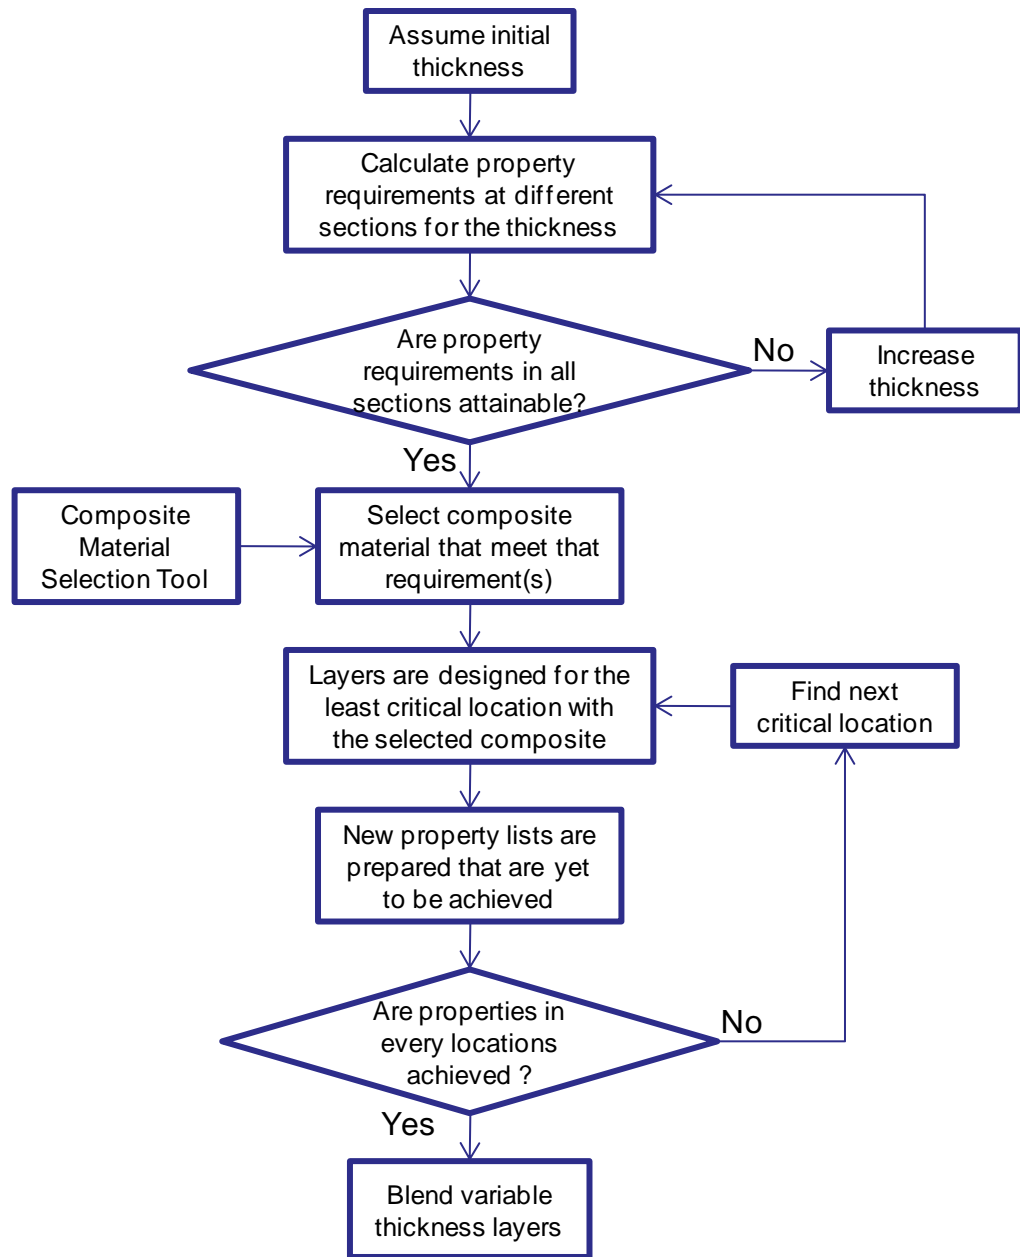 Assume initial
thickness
Calculate property
requirements at different
sections for the thickness
Are property
requirements in all
sections attainable?
No
Increase
thickness
Yes
Composite
Material
Selection Tool
Select composite
material that meet that
requirement(s)
Layers are designed for the
least critical location with
the selected composite
Find next
critical location
New property lists are
prepared that are yet
to be achieved
Are properties in
every locations
achieved ?
No
Yes
Blend variable
thickness layers